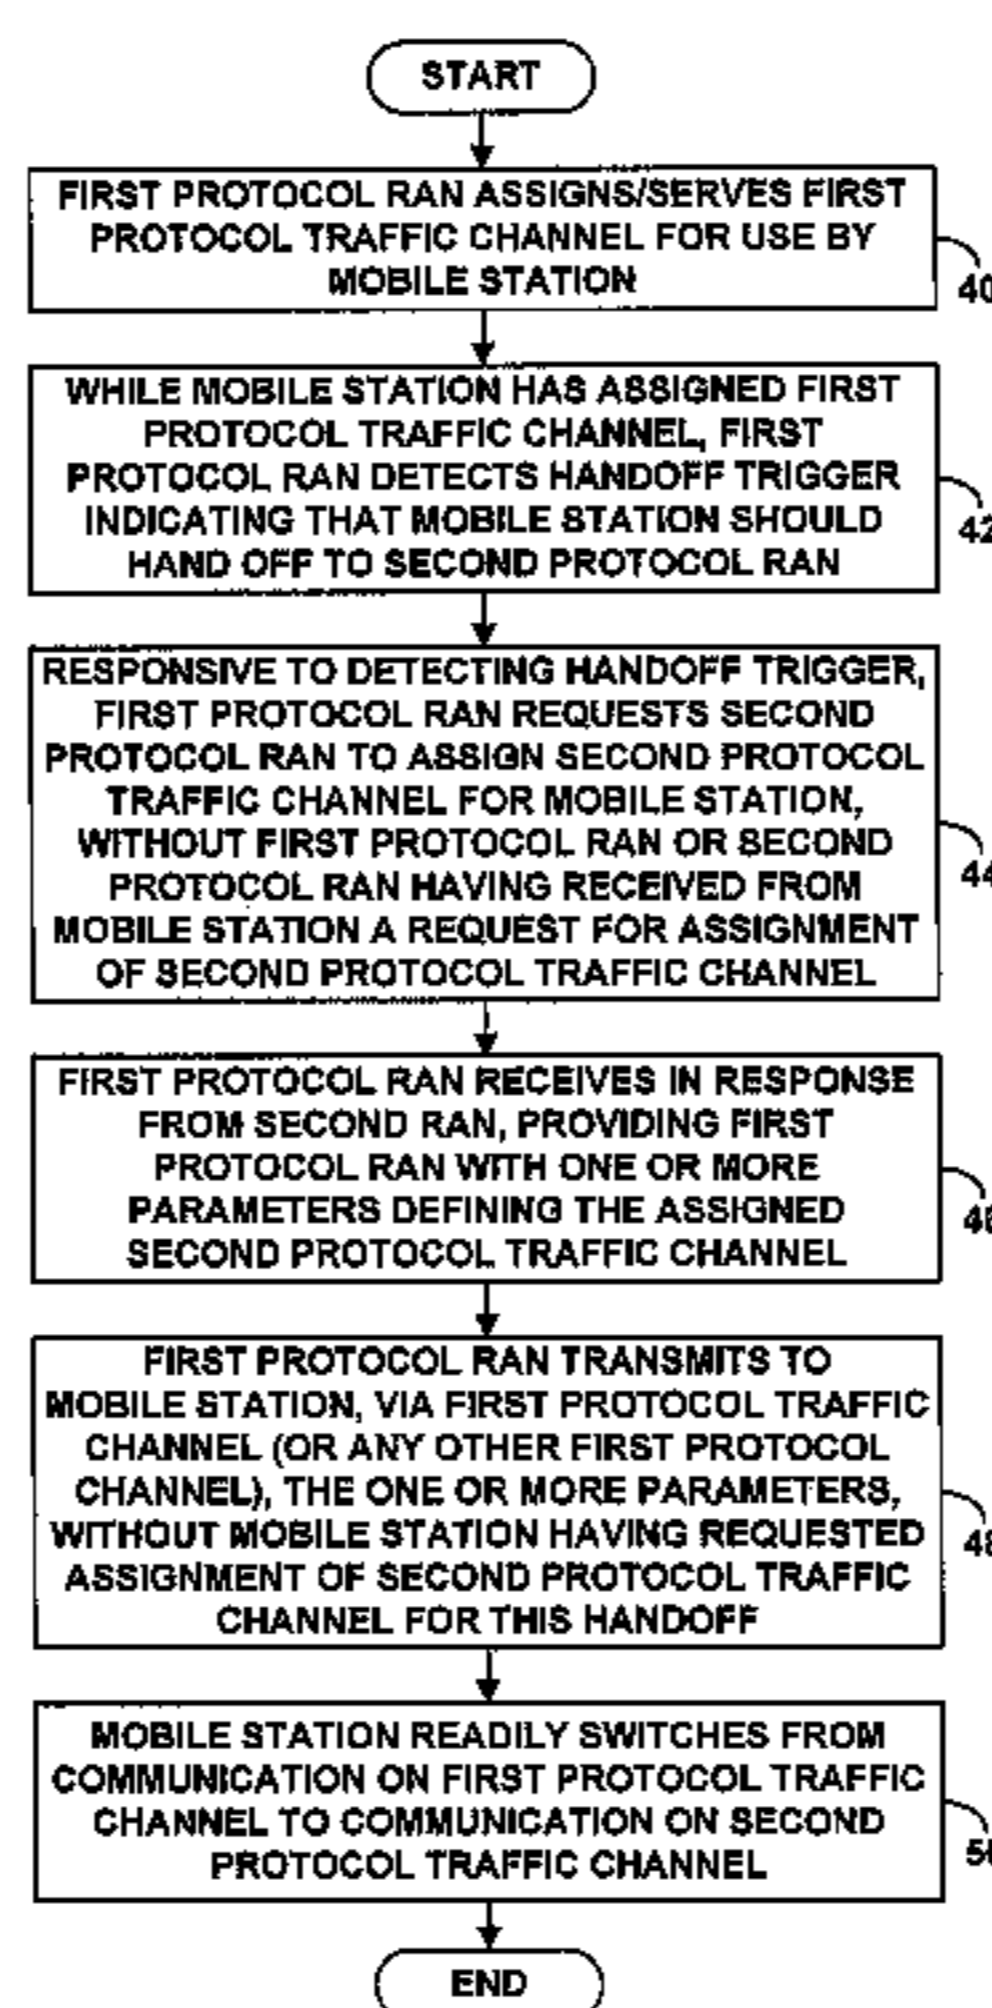 START
FIRST PROTOCOL RAN ASSIGNS/SERVES FIRST
PROTOCOL TRAFFIC CHANNEL FOR USE BY
MOBILE STATION
40
WHILE MOBILE STATION HAS ASSIGNED FIRST
PROTOCOL TRAFFIC CHANNEL, FIRST
PROTOCOL RAN DETECTS HANDOFF TRIGGER
INDICATING THAT MOBILE STATION SHOULD
HAND OFF TO SECOND PROTOCOL RAN
42
RESPONSIVE TO DETECTING HANDOFF TRIGGER,
FIRST PROTOCOL RAN REQUESTS SECOND
PROTOCOL RAN TO ASSIGN SECOND PROTOCOL
TRAFFIC CHANNEL FOR MOBILE STATION,
WITHOUT FIRST PROTOCOL RAN OR SECOND
PROTOCOL RAN HAVING RECEIVED FROM
MOBILE STATION A REQUEST FOR ASSIGNMENT
OF SECOND PROTOCOL TRAFFIC CHANNEL
44
FIRST PROTOCOL RAN RECEIVES IN RESPONSE
FROM SECOND RAN, PROVIDING FIRST
PROTOCOL RAN WITH ONE OR MORE
PARAMETERS DEFINING THE ASSIGNED
SECOND PROTOCOL TRAFFIC CHANNEL
46
FIRST PROTOCOL RAN TRANSMITS TO
MOBILE STATION, VIA FIRST PROTOCOL TRAFFIC
CHANNEL (OR ANY OTHER FIRST PROTOCOL
CHANNEL), THE ONE OR MORE PARAMETERS,
WITHOUT MOBILE STATION HAVING REQUESTED
ASSIGNMENT OF SECOND PROTOCOL TRAFFIC
CHANNEL FOR THIS HANDOFF
48
MOBILE STATION READILY SWITCHES FROM
COMMUNICATION ON FIRST PROTOCOL TRAFFIC
CHANNEL TO COMMUNICATION ON SECOND
PROTOCOL TRAFFIC CHANNEL
50
END